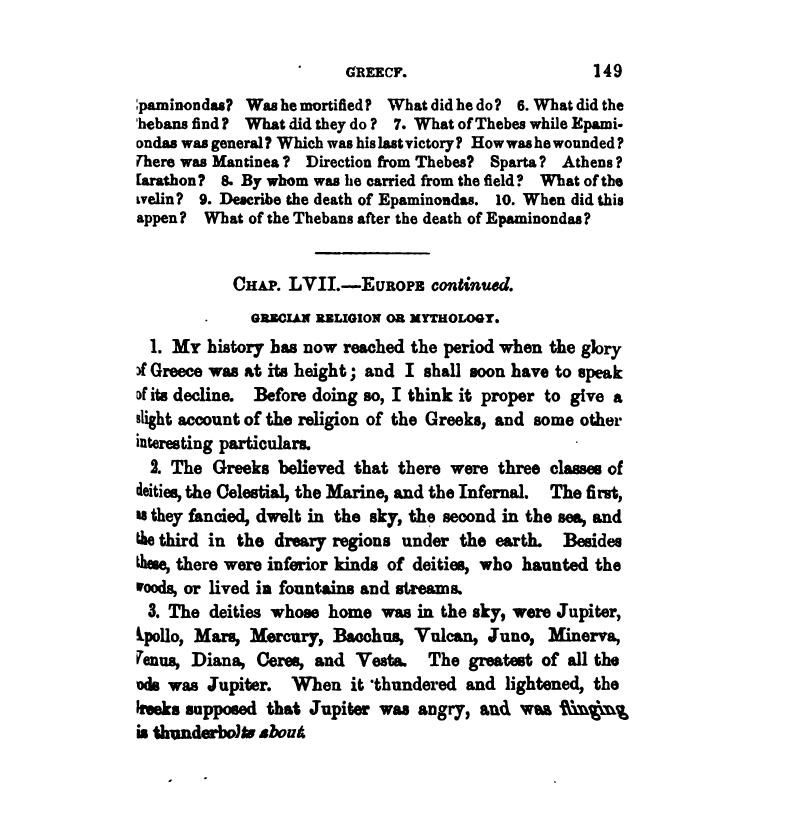 GREECF. 149
paminondas? Was he mortified? What did he do? 6. What did the
hebans find? What did they do? 7. What of Thebes while Epami-
ondas was general? Which was his last victory? How was he wounded?
There was Mantinea? Direction from Thebes? Sparta? Athens?
Iarathon? 8. By whom was he carried from the field? What of the
velin? 9. Describe the death of Epaminondas. 10. When did this
appen? What of the Thebans after the death of Epaminondas?
CHAP. LVII.—EUROPE continued.
GRECIAN RELIGION OR MYTHOLOGY.
1. MY history has now reached the period when the glory
of Greece was at its height; and I shall soon have to speak
of its decline. Before doing so, I think it proper to give a
slight account of the religion of the Greeks, and some other
interesting particulars.
2. The Greeks believed that there were three classes of
deities, the Celestial, the Marine, and the Infernal. The first,
as they fancied, dwelt in the sky, the second in the sea, and
the third in the dreary regions under the earth. Besides
these, there were inferior kinds of deities, who haunted the
woods, or lived in fountains and streams.
3. The deities whose home was in the sky, were Jupiter,
Apollo, Mars, Mercury, Bacchus, Vulcan, Juno, Minerva,
Venus, Diana, Ceres, and Vesta. The greatest of all the
ods was Jupiter. When it thundered and lightened, the
Greeks supposed that Jupiter was angry, and was flinging
is thunderbolts about.